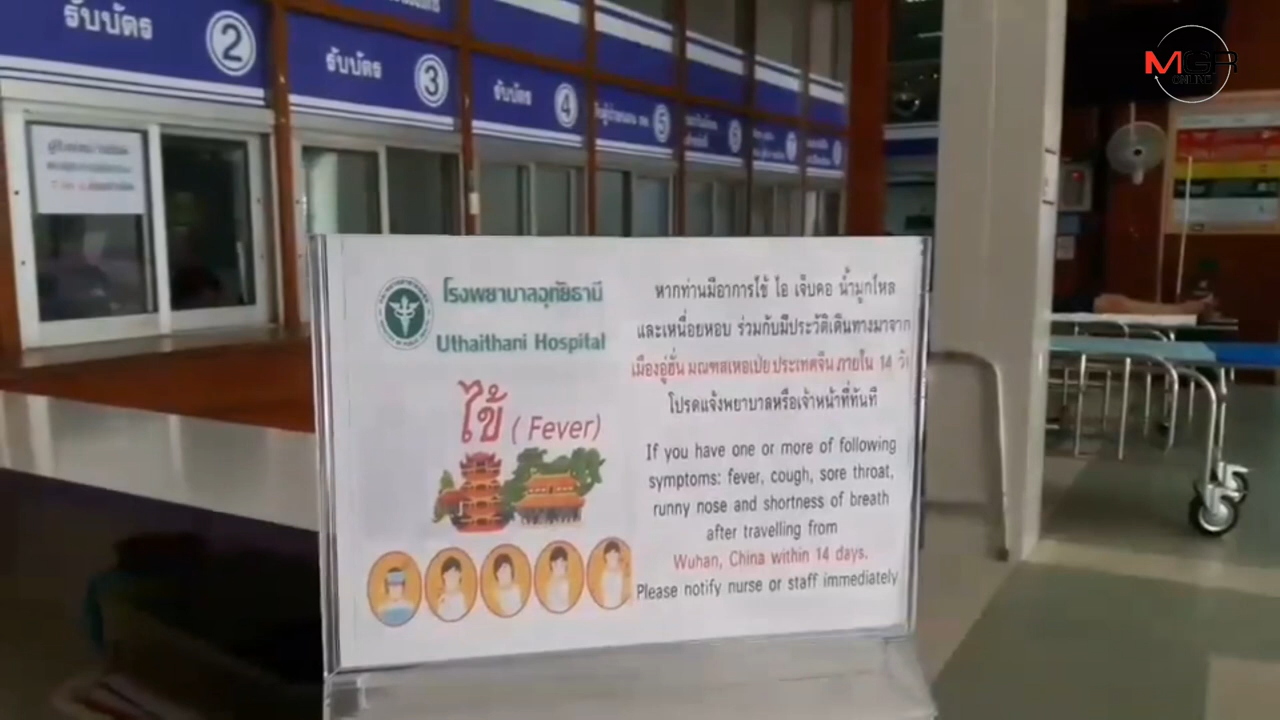 รับบัตร 2
รับบัตร 3
รับบัตร 4
5
6
MGR
ONLINE
โรงพยาบาลอุทัยธานี
Uthaithani Hospital
ไข้ ( Fever)
หากท่านมีอาการไข้ ไอ เจ็บคอ น้ำมูกไหล
และเหนื่อยหอบ ร่วมกับมีประวัติเดินทางมาจาก
เมืองอู่ฮั่น มณฑลเหอเป่ย ประเทศจีน ภายใน 14 วั
โปรดแจ้งพยาบาลหรือเจ้าหน้าที่ทันที
If you have one or more of following
symptoms: fever, cough, sore throat,
runny nose and shortness of breath
after travelling from
Wuhan, China within 14 days.
Please notify nurse or staff immediately